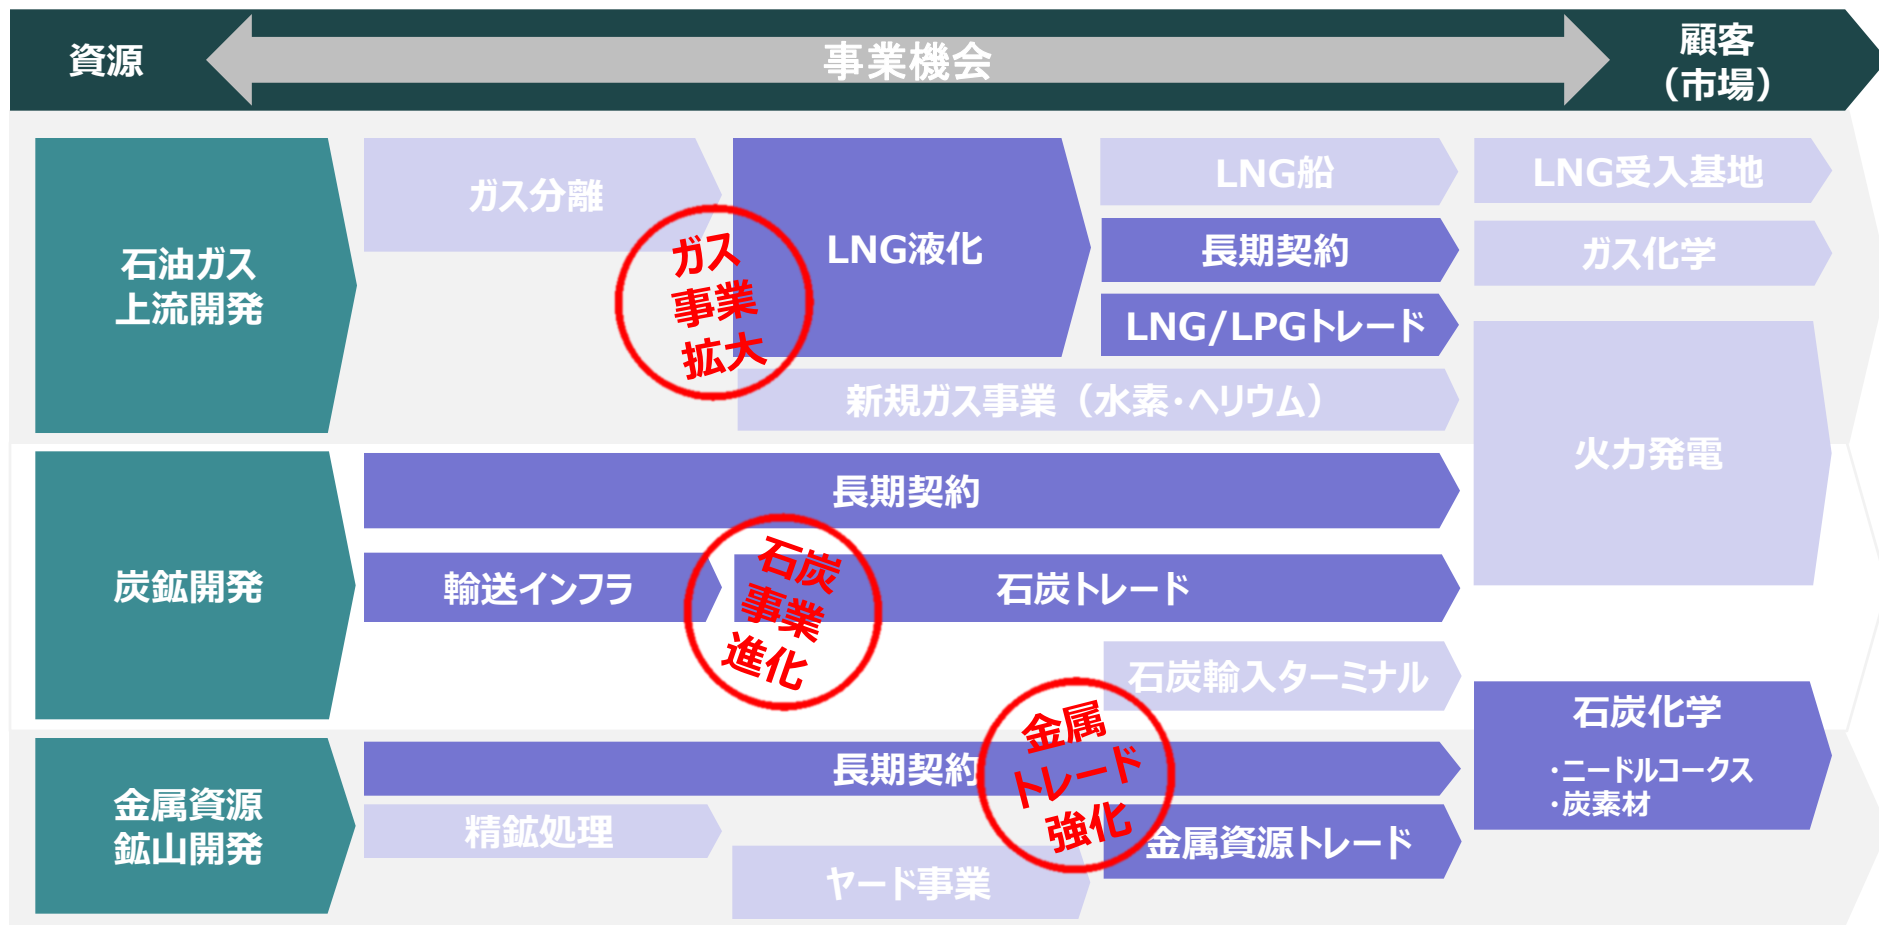 資源
事業機会
顧客
（市場）
石油ガス
上流開発
ガス分離
LNG液化
LNG船
長期契約
LNG/LPGトレード
新規ガス事業（水素・ヘリウム）
LNG受入基地
ガス化学
火力発電
ガス
事業
拡大
炭鉱開発
長期契約
輸送インフラ
石炭トレード
石炭輸入ターミナル
石炭
事業
進化
石炭化学
・ニードルコークス
・炭素材
金属資源
鉱山開発
長期契約
精鉱処理
ヤード事業
金属資源トレード
金属
トレード
強化